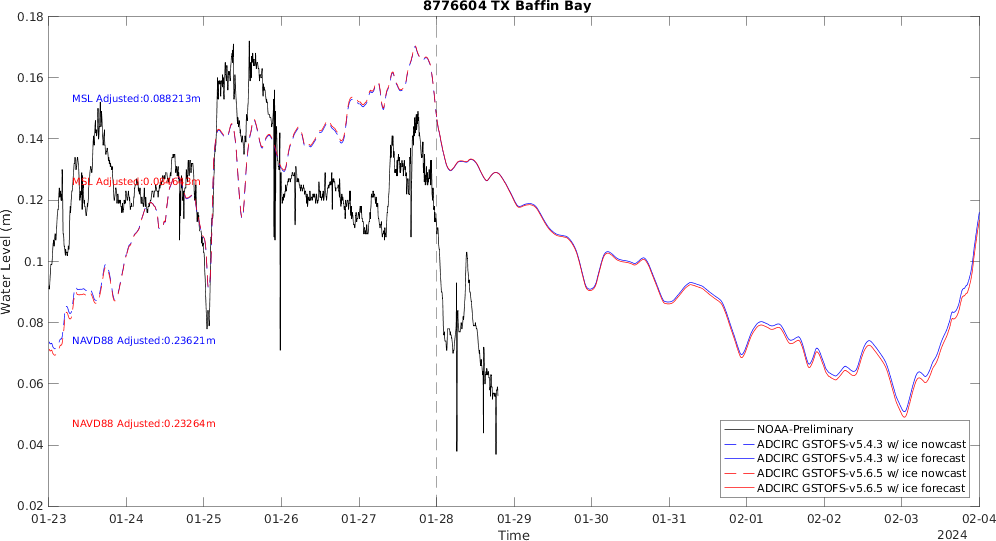 8776604 TX Baffin Bay
Water Level (m)
0.18
0.16
0.14
0.12
0.1
0.08
0.06
0.04
0.02
MSL Adjusted:0.088213m
MSL Adjusted:
NAVD88 Adjusted:0.23621m
NAVD88 Adjusted:0.23264m
NOAA-Preliminary
ADCIRC GSTOFS-v5.4.3 w/ ice nowcast
ADCIRC GSTOFS-v5.4.3 w/ ice forecast
ADCIRC GSTOFS-v5.6.5 w/ ice nowcast
ADCIRC GSTOFS-v5.6.5 w/ ice forecast
01-23 01-24 01-25 01-26 01-27 01-28 01-29 01-30 01-31 02-01 02-02 02-03 02-04
Time
2024